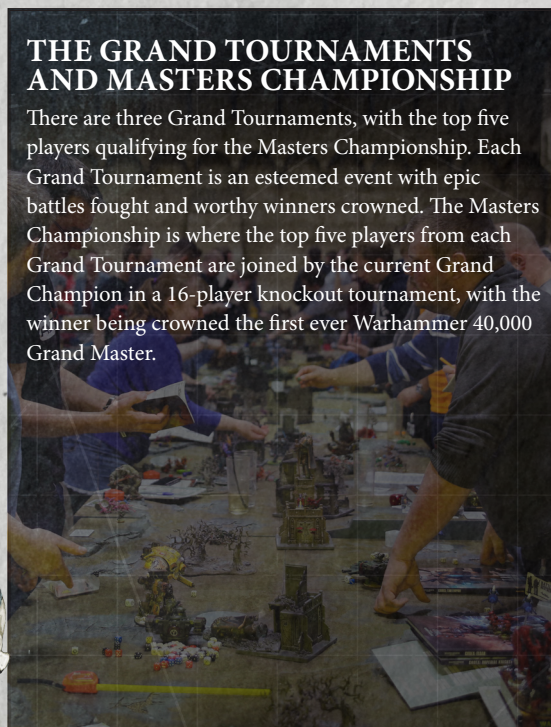 THE GRAND TOURNAMENTS
AND MASTERS CHAMPIONSHIP
There are three Grand Tournaments, with the top five
players qualifying for the Masters Championship. Each
Grand Tournament is an esteemed event with epic
battles fought and worthy winners crowned. The Masters
Championship is where the top five players from each
Grand Tournament are joined by the current Grand
Champion in a 16-player knockout tournament, with the
winner being crowned the first ever Warhammer 40,000
Grand Master.